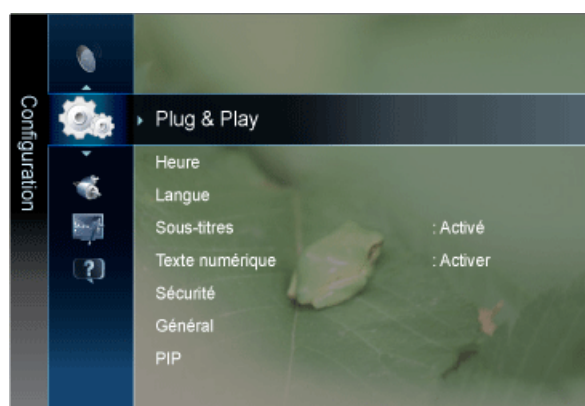 Configuration
Plug & Play
Heure
Langue
Sous-titres : Activé
Texte numérique : Activer
Sécurité
Général
PIP